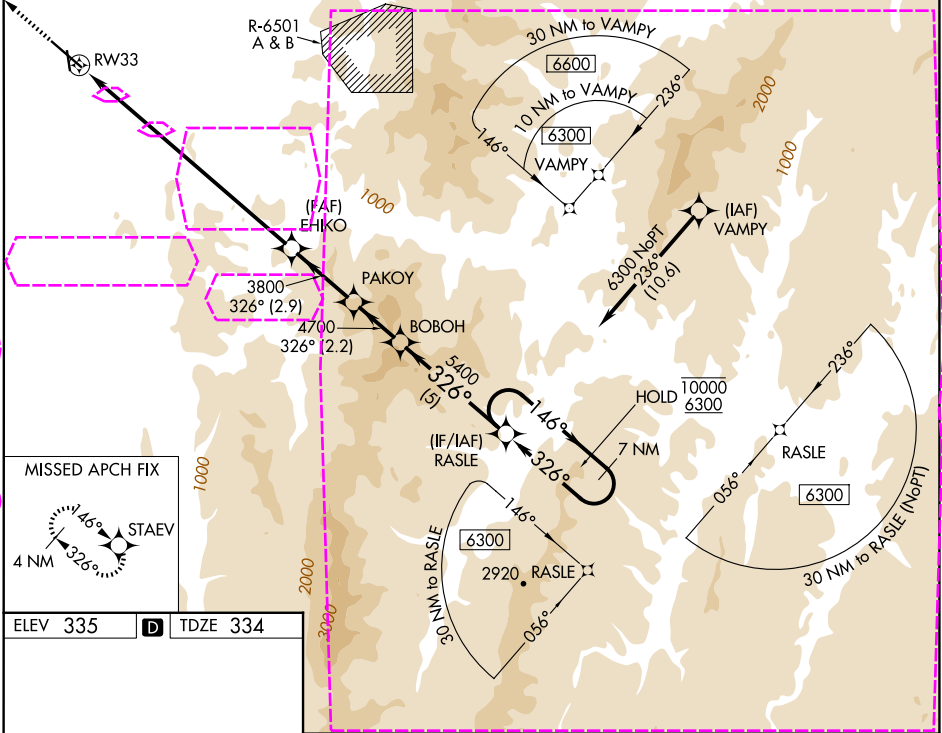 R-6501
A & B
RW33
30 NM to VAMPY
6600
10 NM to VAMPY
6300
VAMPY
146°
236°
2000
1000
1000
(IAF)
VAMPY
6300 NoPT
236°
(10.6)
(FAF)
EHIKO
3800
326° (2.9)
PAKOY
4700
326° (2.2)
BOBOH
5400
326°
(5)
(IF/IAF)
RASLE
146°
326°
HOLD
10000
6300
7 NM
236°
RASLE
056°
6300
30 NM to RASLE (NoPT)
146°
6300
2920
RASLE
056°
30 NM to RASLE
1000
2000
3000
MISSED APCH FIX
146°
STAEV
4 NM
326°
ELEV 335
D
TDZE 334